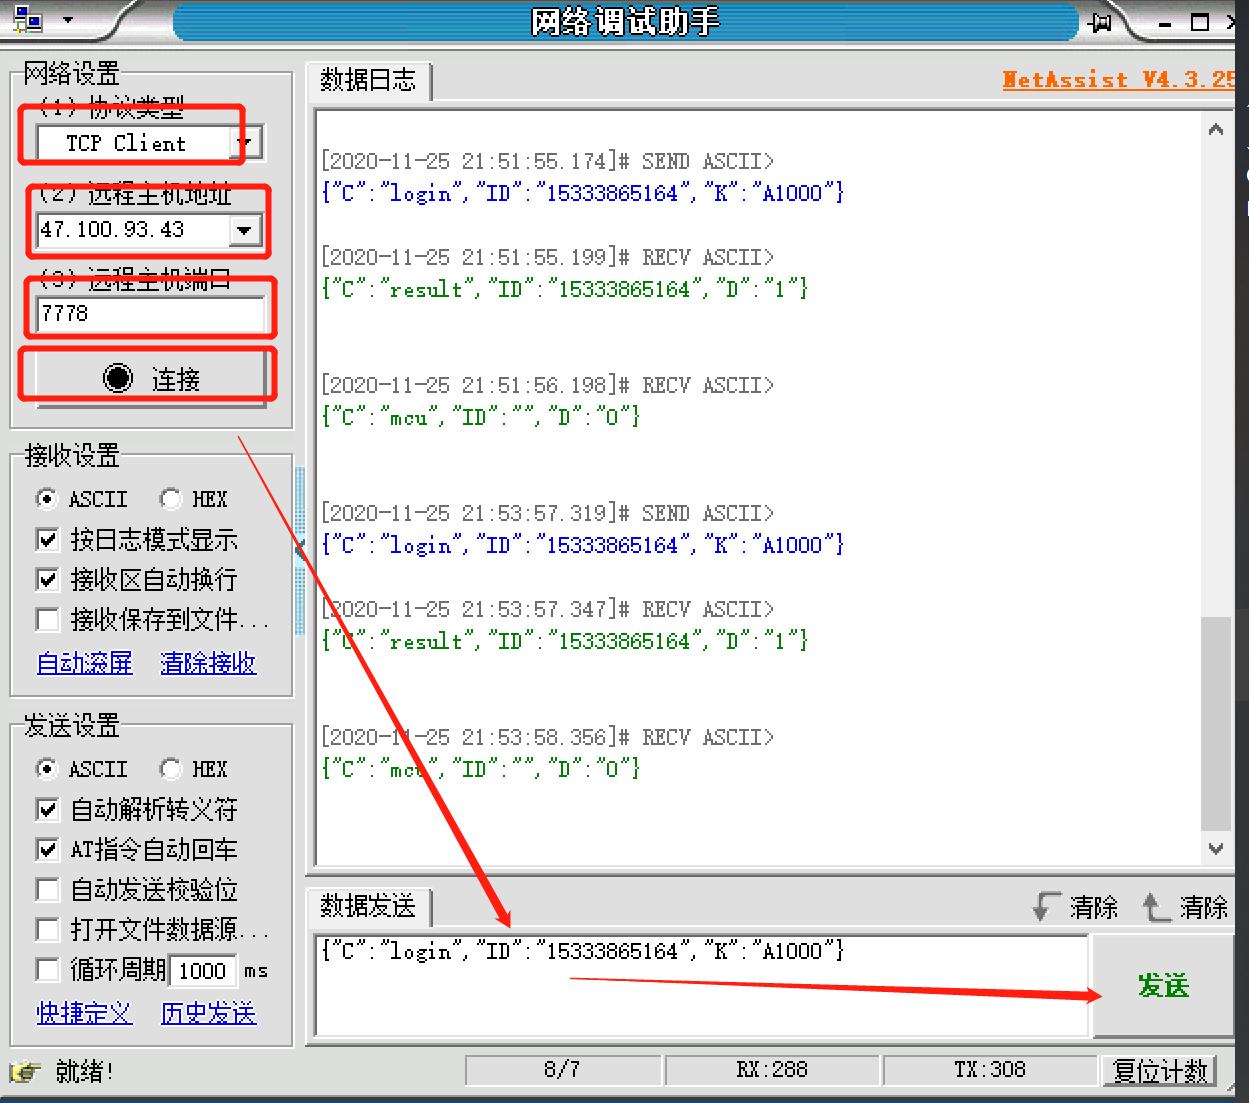 网络调试助手
网络设置
(1) 协议类型
TCP Client
(2) 远程主机地址
47.100.93.43
(3) 远程主机端口
7778
连接
接收设置
ASCII HEX
按日志模式显示
接收区自动换行
接收保存到文件...
自动滚屏 清除接收
发送设置
ASCII HEX
自动解析转义符
AT指令自动回车
自动发送校验位
打开文件数据源...
循环周期 1000 ms
快捷定义 历史发送
数据日志
NetAssist V4.3.25
[2020-11-25 21:51:55.174]# SEND ASCII>
{"C":"login","ID":"15333865164","K":"A1000"}
[2020-11-25 21:51:55.199]# RECV ASCII>
{"C":"result","ID":"15333865164","D":"1"}
[2020-11-25 21:51:56.198]# RECV ASCII>
{"C":"mcu","ID":"","D":"0"}
[2020-11-25 21:53:57.319]# SEND ASCII>
{"C":"login","ID":"15333865164","K":"A1000"}
[2020-11-25 21:53:57.347]# RECV ASCII>
{"C":"result","ID":"15333865164","D":"1"}
[2020-11-25 21:53:58.356]# RECV ASCII>
{"C":"mcu","ID":"","D":"0"}
数据发送
清除 清除
{"C":"login","ID":"15333865164","K":"A1000"}
发送
就绪!
8/7
RX:288
TX:308
复位计数